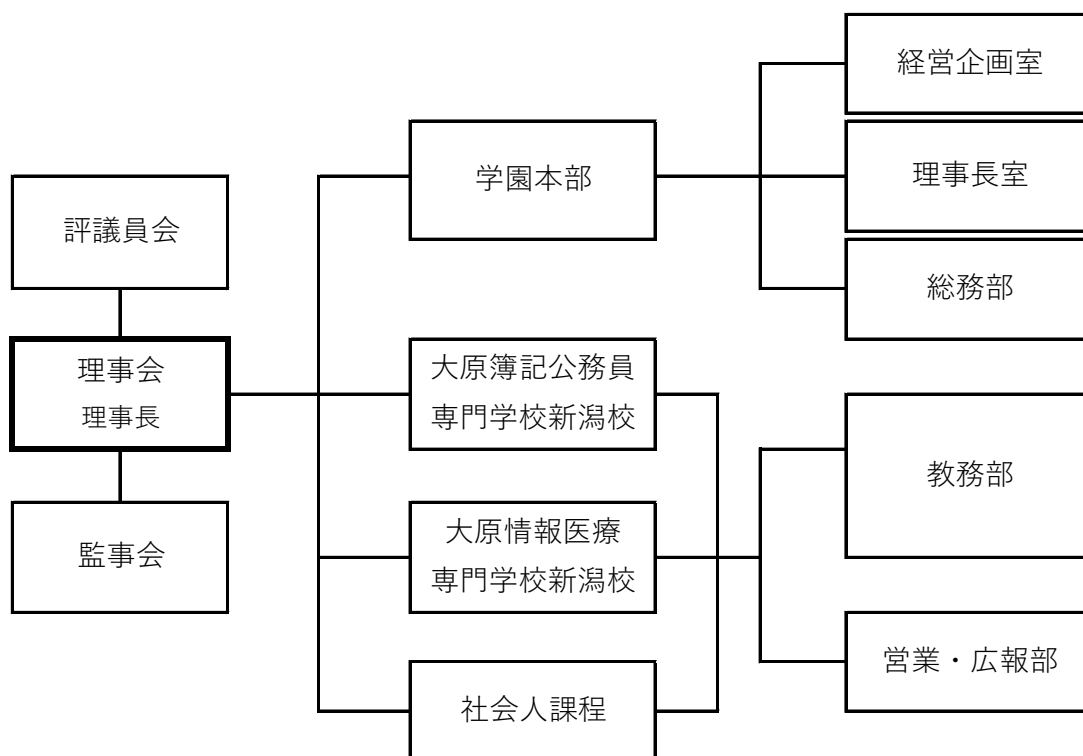 評議員会
理事会
理事長
監事会
学園本部
大原簿記公務員
専門学校新潟校
大原情報医療
専門学校新潟校
社会人課程
経営企画室
理事長室
総務部
教務部
営業・広報部